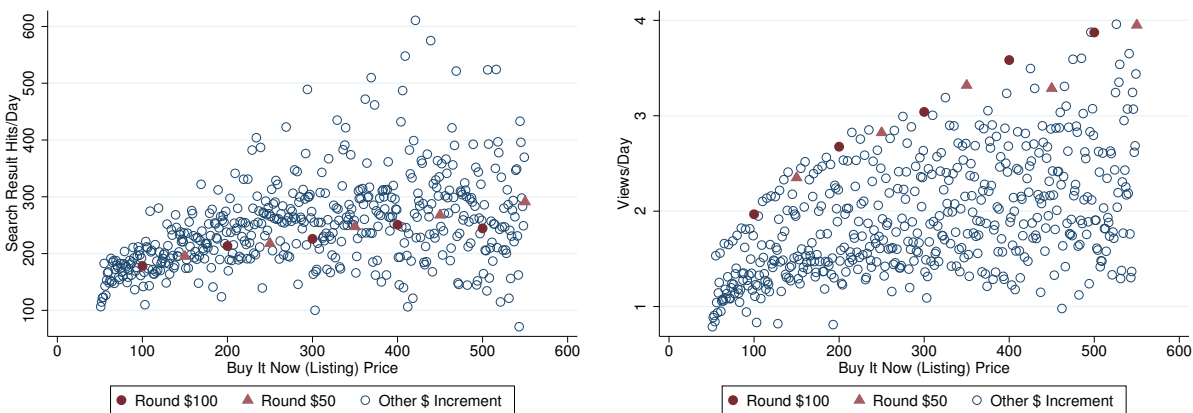 Search Result Hits/Day
600
500
400
300
200
100
0 100 200 300 400 500 600
Buy It Now (Listing) Price
Round $100 Round $50 Other $ Increment
Views/Day
4
3
2
1
0 100 200 300 400 500 600
Buy It Now (Listing) Price
Round $100 Round $50 Other $ Increment